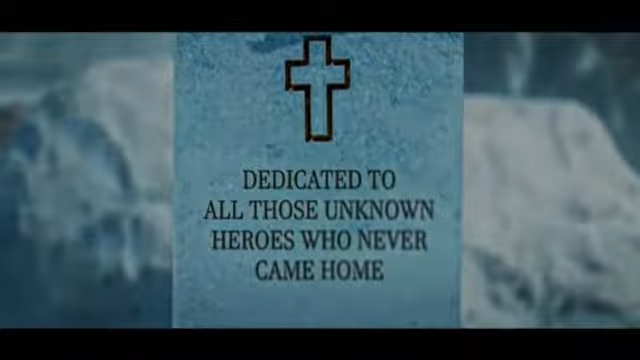 DEDICATED TO
ALL THOSE UNKNOWN
HEROES WHO NEVER
CAME HOME